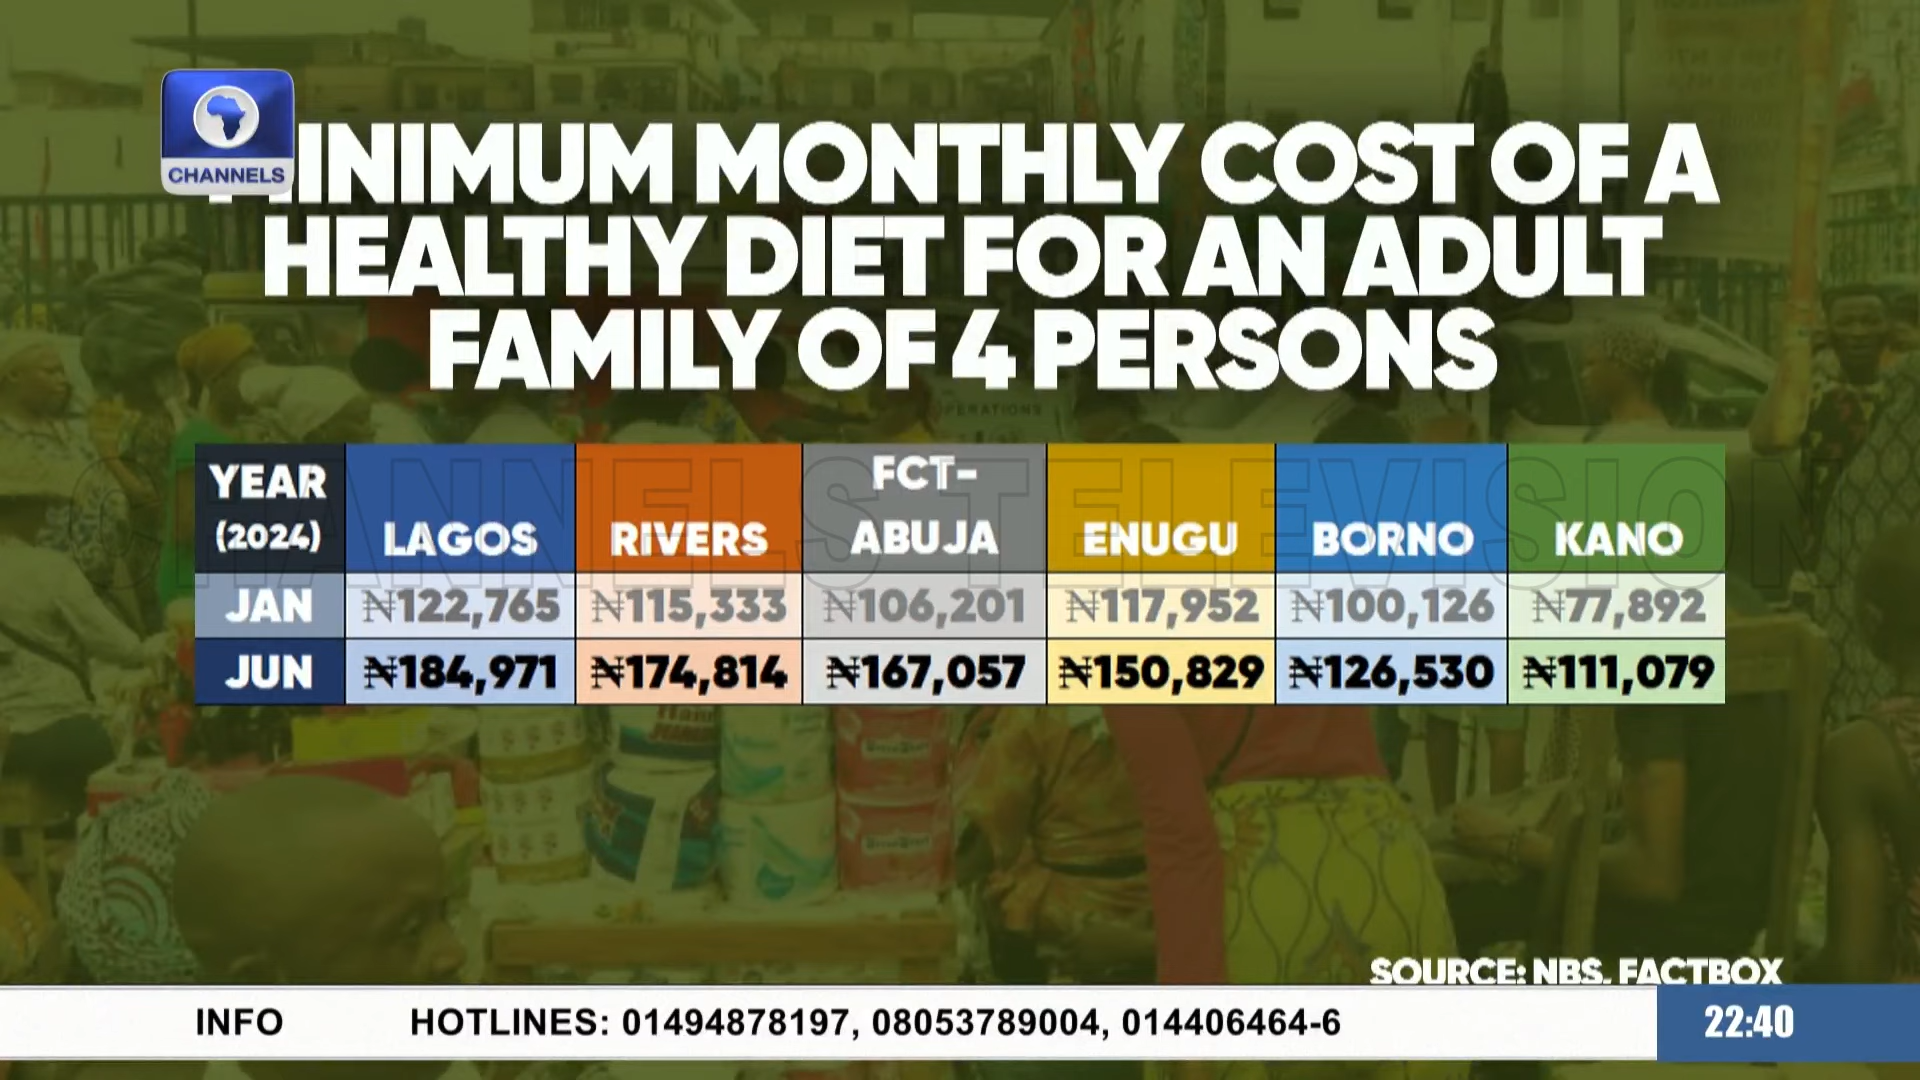 CHANNELS
MINIMUM MONTHLY COST OF A
HEALTHY DIET FOR AN ADULT
FAMILY OF 4 PERSONS
YEAR (2024) LAGOS RIVERS FCT-ABUJA ENUGU BORNO KANO
JAN ₦122,765 ₦115,333 ₦106,201 ₦117,952 ₦100,126 ₦77,892
JUN ₦184,971 ₦174,814 ₦167,057 ₦150,829 ₦126,530 ₦111,079
CHANNELS TELEVISION
OPERATIONS
SOURCE: NBS, FACTBOX
INFO HOTLINES: 01494878197, 08053789004, 014406464-6
22:40